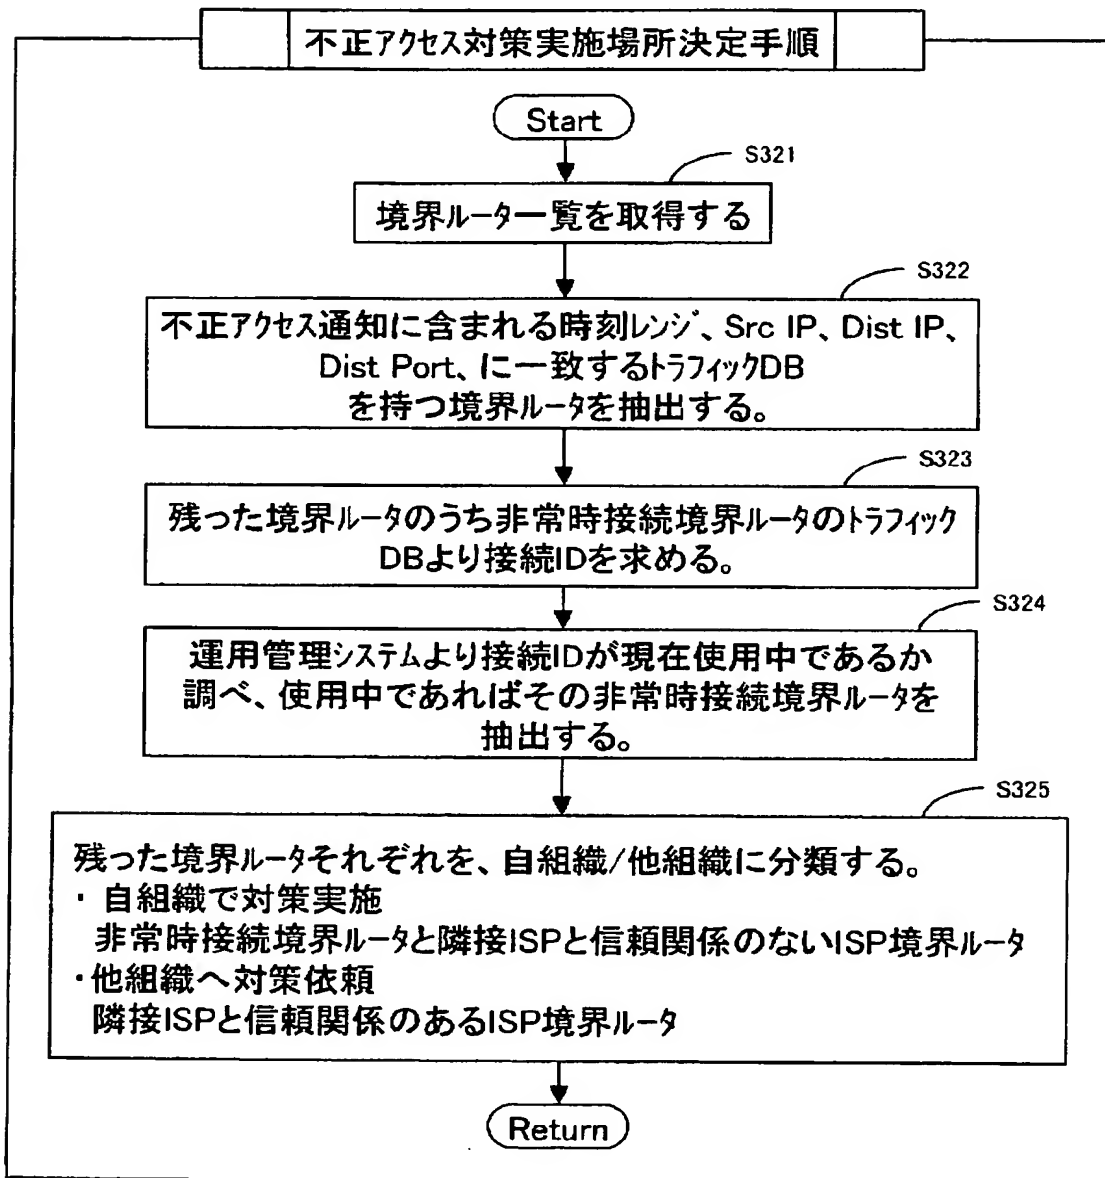 不正アクセス対策実施場所決定手順
Start
S321
境界ルーター覧を取得する
S322
不正アクセス通知に含まれる時刻レンジ、Src IP、Dist IP、
Dist Port、に一致するトラフィックDB
を持つ境界ルータを抽出する。
S323
残った境界ルータのうち非常時接続境界ルータのトラフィック
DBより接続IDを求める。
S324
運用管理システムより接続IDが現在使用中であるか
調べ、使用中であればその非常時接続境界ルータを
抽出する。
S325
残った境界ルータそれぞれを、自組織/他組織に分類する。
・自組織で対策実施
非常時接続境界ルータと隣接ISPと信頼関係のないISP境界ルータ
・他組織へ対策依頼
隣接ISPと信頼関係のあるISP境界ルータ
Return